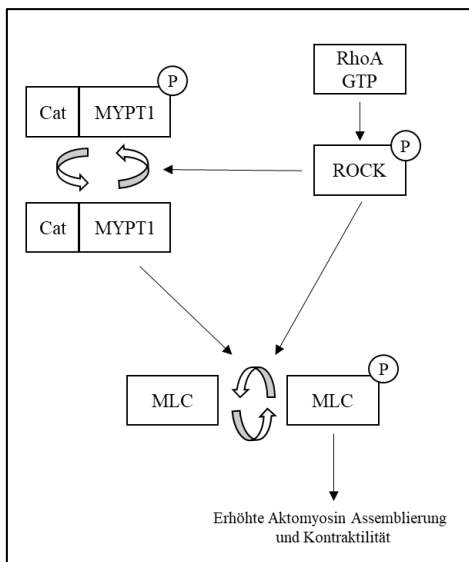 P
RhoA
GTP
Cat MYPT1
P
ROCK
Cat MYPT1
P
MLC MLC
Erhöhte Aktomyosin Assemblierung
und Kontraktilität